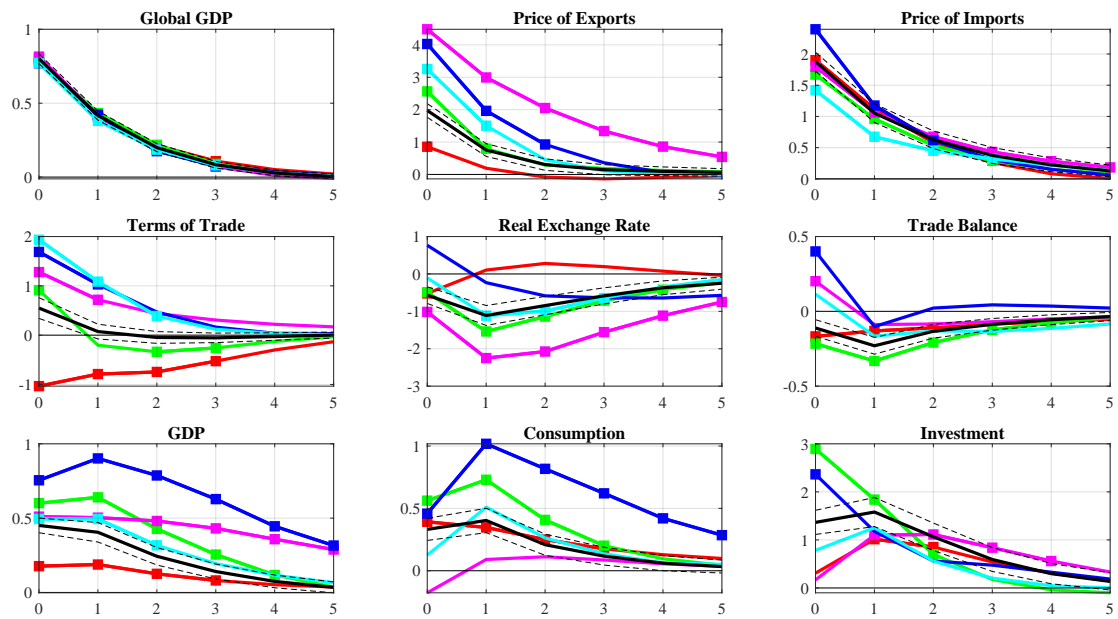 Global GDP
Price of Exports
Price of Imports
1
0.5
0
0 1 2 3 4 5
4
3
2
1
0
0 1 2 3 4 5
2
1.5
1
0.5
0
0 1 2 3 4 5
Terms of Trade
Real Exchange Rate
Trade Balance
2
1
0
-1
0 1 2 3 4 5
1
0
-1
-2
-3
0 1 2 3 4 5
0.5
0
-0.5
0 1 2 3 4 5
GDP
Consumption
Investment
1
0.5
0
0 1 2 3 4 5
1
0.5
0
0 1 2 3 4 5
3
2
1
0
0 1 2 3 4 5